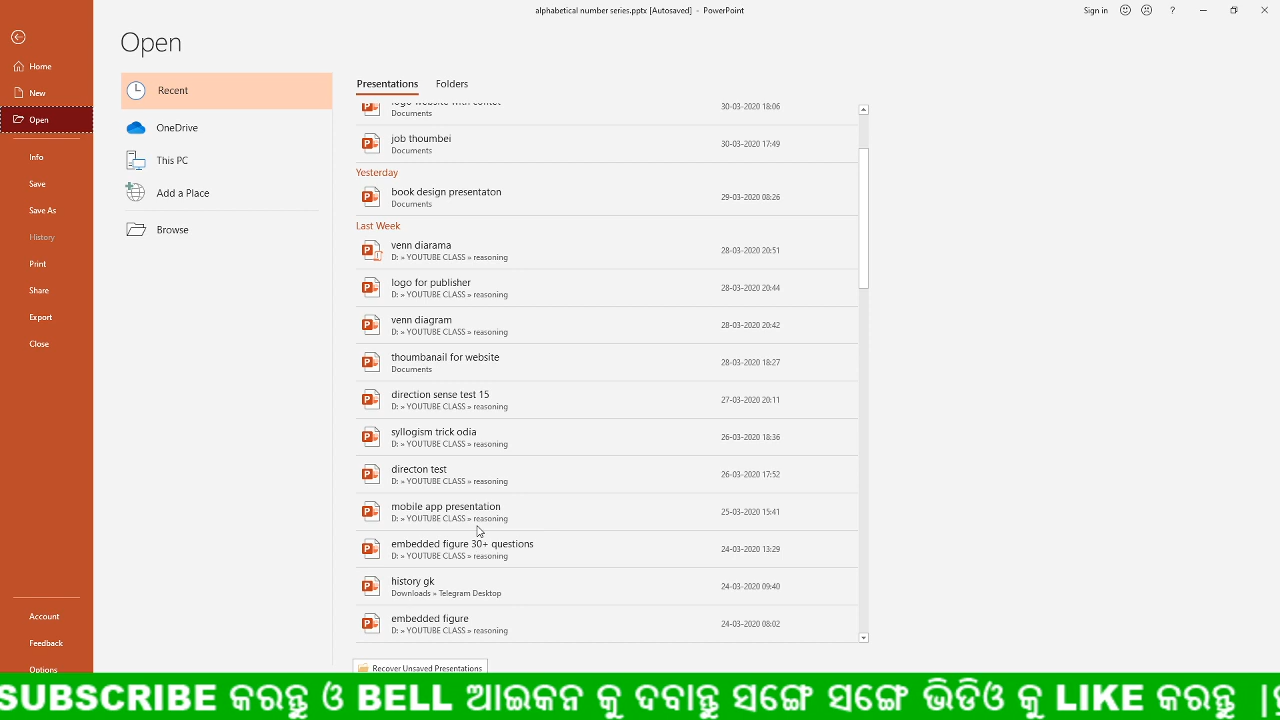 alphabetical number series.pptx [Autosaved] - PowerPoint
Sign in
?
Open
Home
New
Open
Info
Save
Save As
History
Print
Share
Export
Close
Account
Feedback
Options
Recent
OneDrive
This PC
Add a Place
Browse
Presentations Folders
30-03-2020 18:06
Documents
job thoumbei 30-03-2020 17:49
Documents
Yesterday
book design presentaton 29-03-2020 08:26
Documents
Last Week
venn diarama 28-03-2020 20:51
D: » YOUTUBE CLASS » reasoning
logo for publisher 28-03-2020 20:44
D: » YOUTUBE CLASS » reasoning
venn diagram 28-03-2020 20:42
D: » YOUTUBE CLASS » reasoning
thoumbanail for website 28-03-2020 18:27
Documents
direction sense test 15 27-03-2020 20:11
D: » YOUTUBE CLASS » reasoning
syllogism trick odia 26-03-2020 18:36
D: » YOUTUBE CLASS » reasoning
directon test 26-03-2020 17:52
D: » YOUTUBE CLASS » reasoning
mobile app presentation 25-03-2020 15:41
D: » YOUTUBE CLASS » reasoning
embedded figure 30+ questions 24-03-2020 13:29
D: » YOUTUBE CLASS » reasoning
history gk 24-03-2020 09:40
Downloads » Telegram Desktop
embedded figure 24-03-2020 08:02
D: » YOUTUBE CLASS » reasoning
Recover Unsaved Presentations
SUBSCRIBE କରନ୍ତୁ ଓ BELL ଆଇକନ କୁ ଦବାନ୍ତୁ ସଙ୍ଗେ ସଙ୍ଗେ ଭିଡିଓ କୁ LIKE କରନ୍ତୁ |